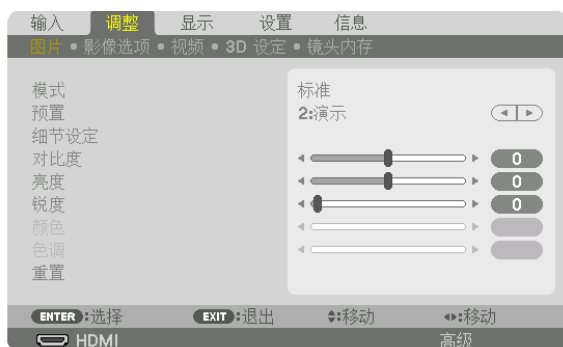 输入 调整 显示 设置 信息
图片 • 影像选项 • 视频 • 3D 设定 • 镜头内存
模式 标准
预置 2:演示
细节设定
对比度 0
亮度 0
锐度 0
颜色
色调
重置
ENTER:选择 EXIT:退出 :移动 :移动
HDMI 高级